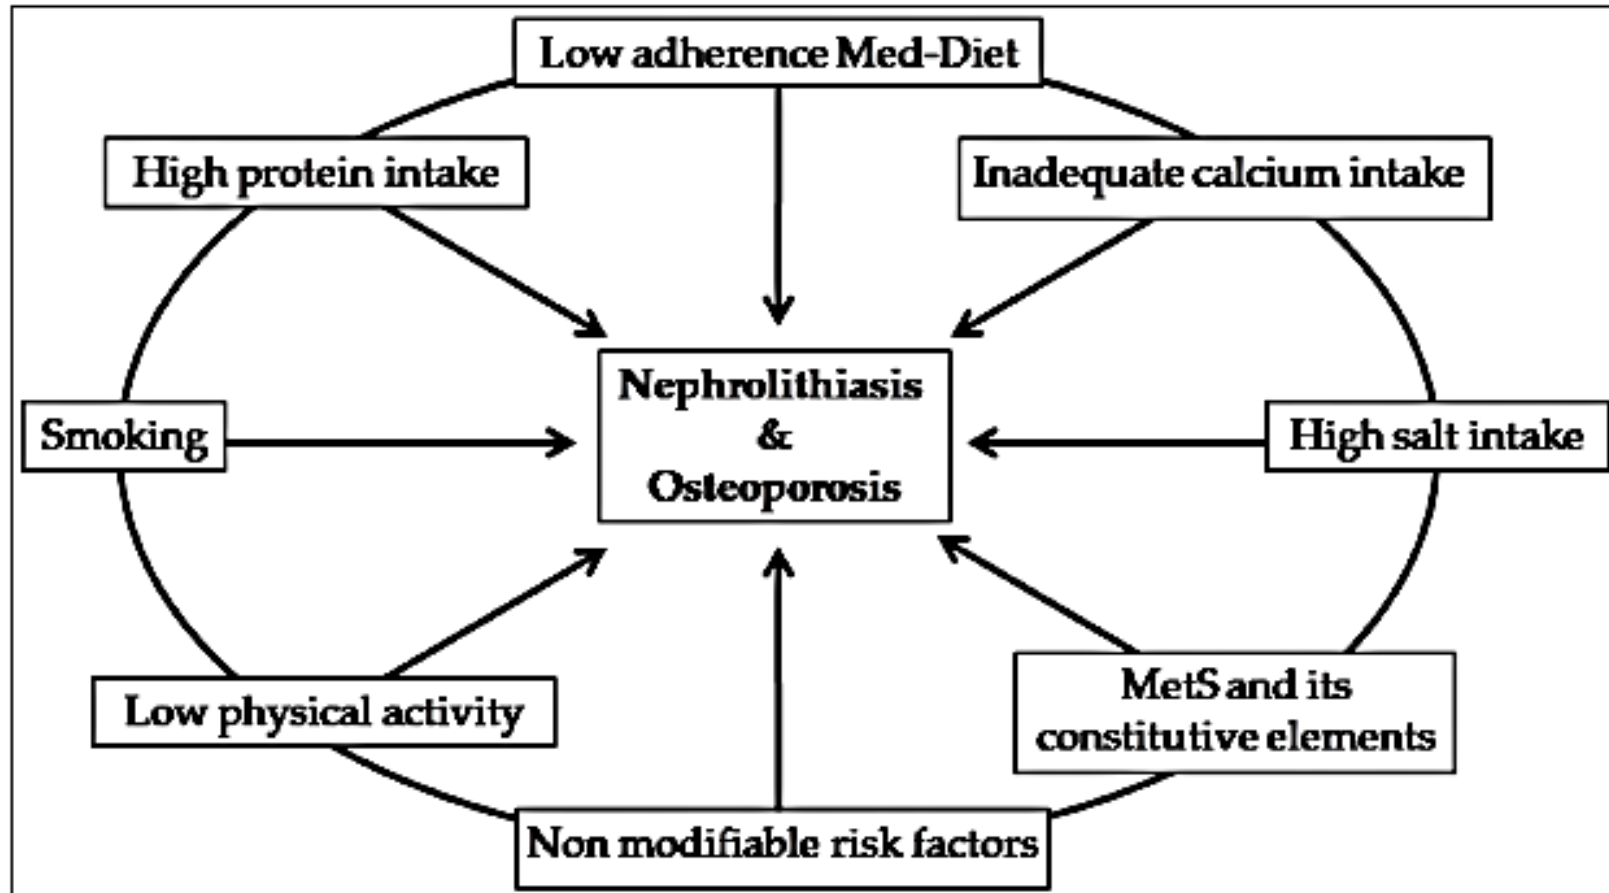 Low adherence Med-Diet
High protein intake
Inadequate calcium intake
Nephrolithiasis
&
Osteoporosis
Smoking
High salt intake
Low physical activity
MetS and its
constitutive elements
Non modifiable risk factors